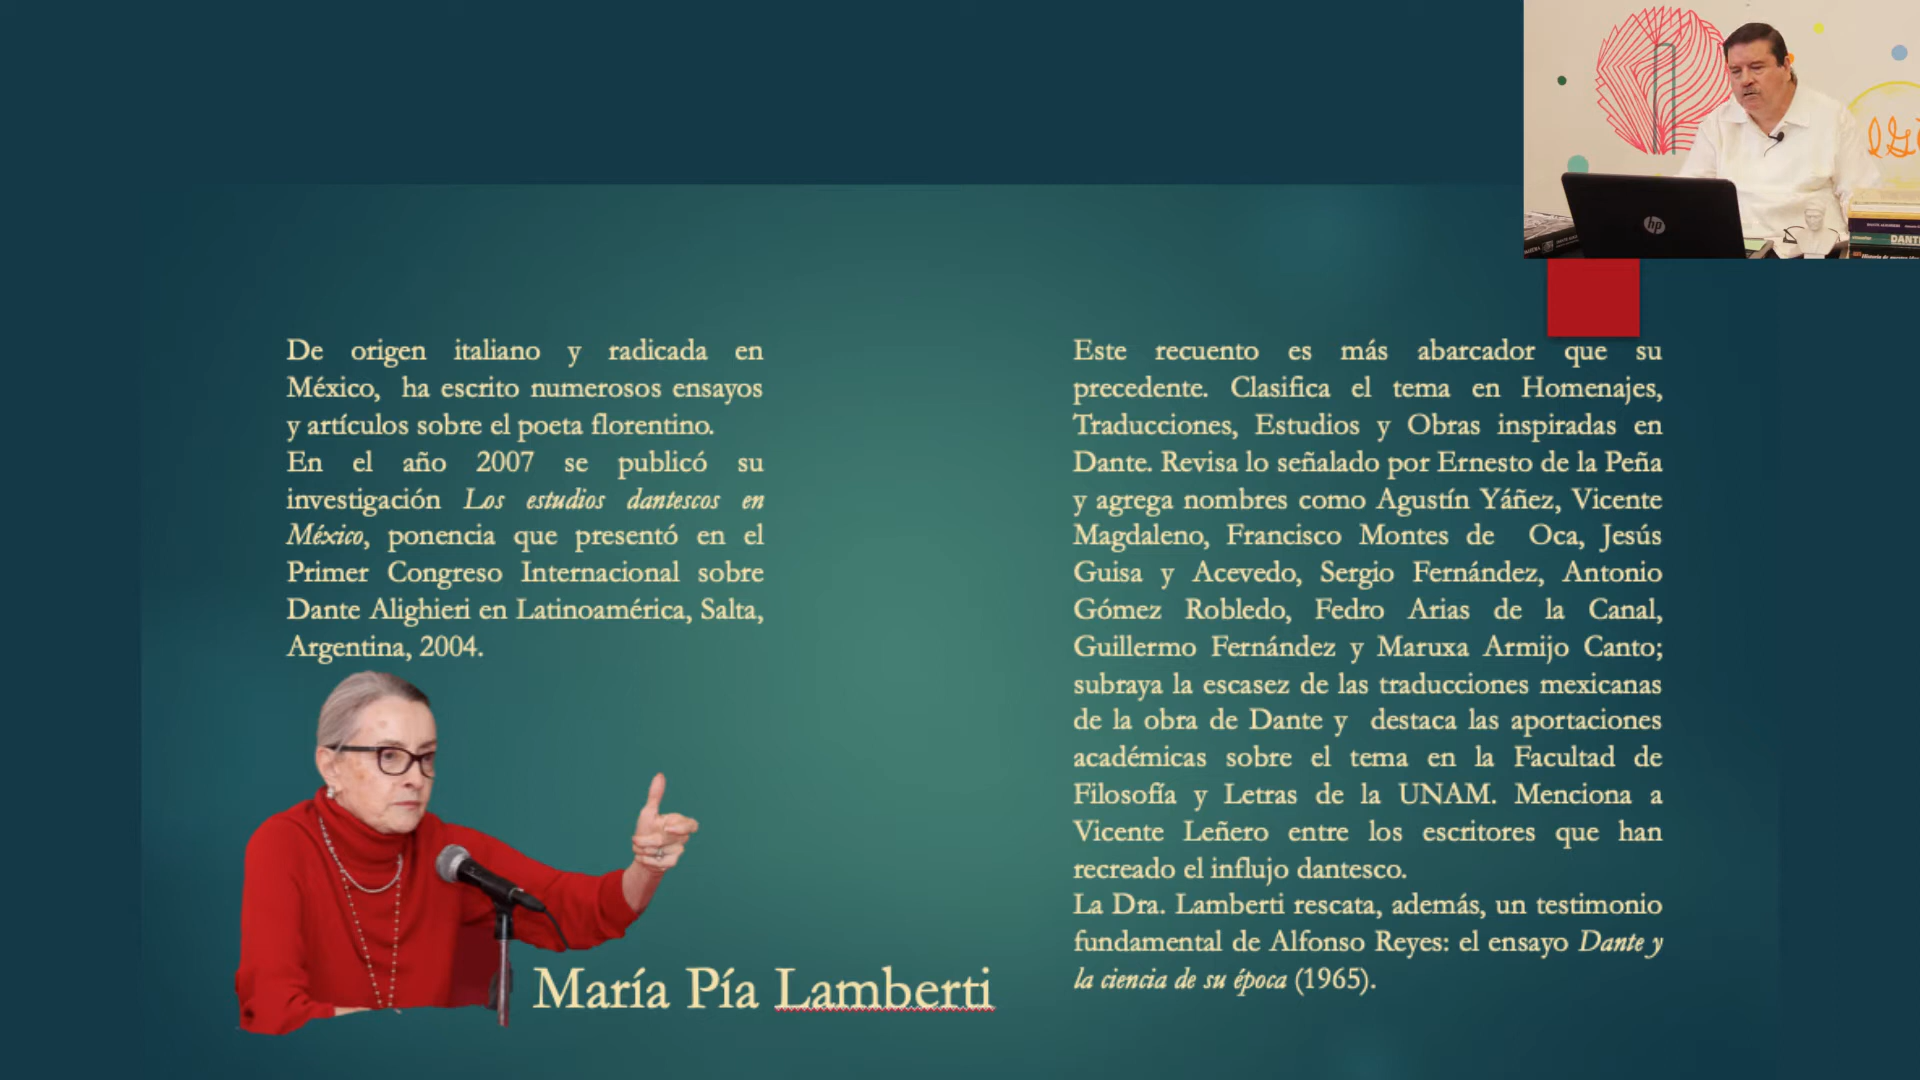 De origen italiano y radicada en
México, ha escrito numerosos ensayos
y artículos sobre el poeta florentino.
En el año 2007 se publicó su
investigación Los estudios dantescos en
México, ponencia que presentó en el
Primer Congreso Internacional sobre
Dante Alighieri en Latinoamérica, Salta,
Argentina, 2004.
María Pía Lamberti
Este recuento es más abarcador que su
precedente. Clasifica el tema en Homenajes,
Traducciones, Estudios y Obras inspiradas en
Dante. Revisa lo señalado por Ernesto de la Peña
y agrega nombres como Agustín Yáñez, Vicente
Magdaleno, Francisco Montes de Oca, Jesús
Guisa y Acevedo, Sergio Fernández, Antonio
Gómez Robledo, Fedro Arias de la Canal,
Guillermo Fernández y Maruxa Armijo Canto;
subraya la escasez de las traducciones mexicanas
de la obra de Dante y destaca las aportaciones
académicas sobre el tema en la Facultad de
Filosofía y Letras de la UNAM. Menciona a
Vicente Leñero entre los escritores que han
recreado el influjo dantesco.
La Dra. Lamberti rescata, además, un testimonio
fundamental de Alfonso Reyes: el ensayo Dante y
la ciencia de su época (1965).
hp
DANT